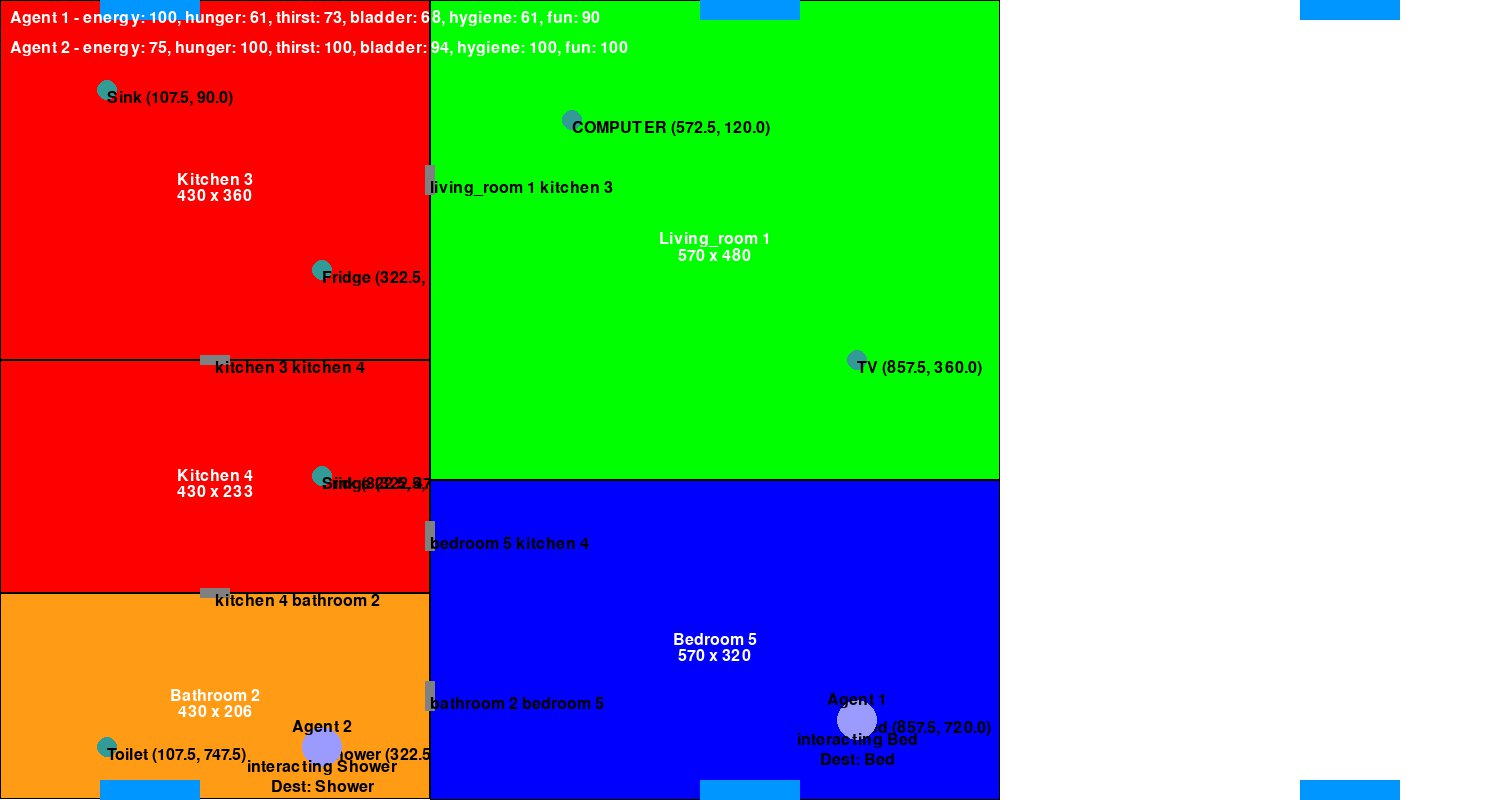 Agent 1 - energy: 100, hunger: 61, thirst: 73, bladder: 68, hygiene: 61, fun: 90
Agent 2 - energy: 75, hunger: 100, thirst: 100, bladder: 94, hygiene: 100, fun: 100
Sink (107.5, 90.0)
COMPUTER (572.5, 120.0)
Kitchen 3
430 x 360
living_room 1 kitchen 3
Living_room 1
570 x 480
Fridge (322.5,
kitchen 3 kitchen 4
TV (857.5, 360.0)
Kitchen 4
430 x 233
bedroom 5 kitchen 4
kitchen 4 bathroom 2
Bedroom 5
570 x 320
Bathroom 2
430 x 206
bathroom 2 bedroom 5
Agent 1
(857.5, 720.0)
interacting Bed
Dest: Bed
Agent 2
Toilet (107.5, 747.5)
(322.5
interacting Shower
Dest: Shower